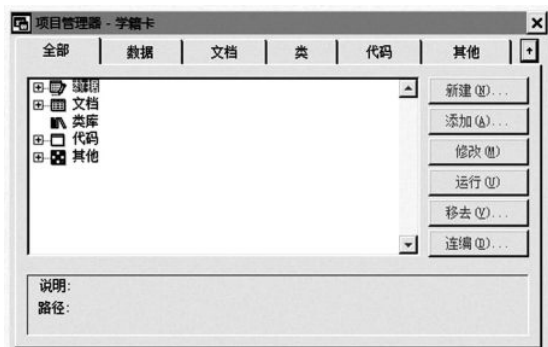 项目管理器 - 学籍卡
全部 数据 文档 类 代码 其他
数据
文档
类库
代码
其他
新建(N)...
添加(A)...
修改(M)
运行(U)
移去(V)...
连编(D)...
说明:
路径: